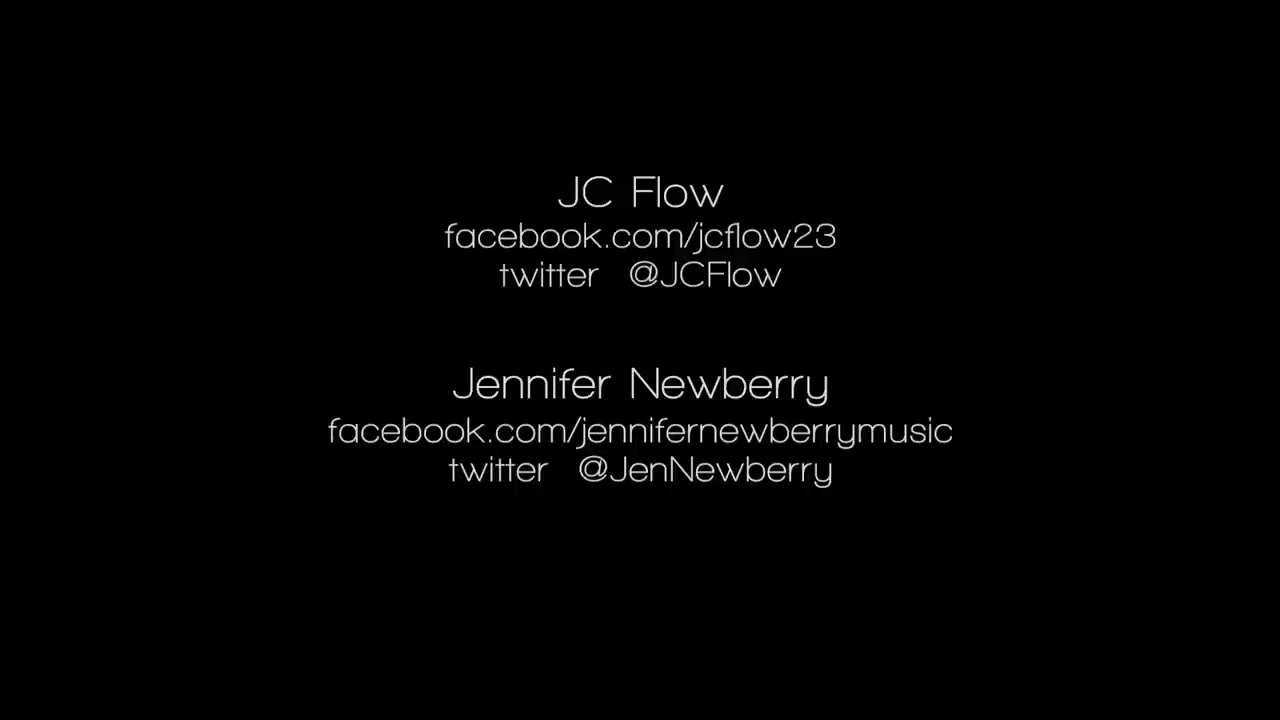 JC Flow
facebook.com/jcflow23
twitter @JCFlow
Jennifer Newberry
facebook.com/jennifernewberrymusic
twitter @JenNewberry